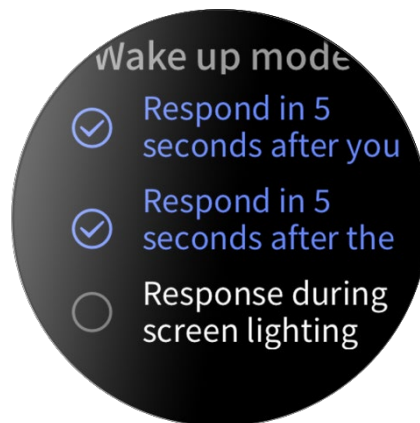 Wake up mode
Respond in 5
seconds after you
Respond in 5
seconds after the
Response during
screen lighting